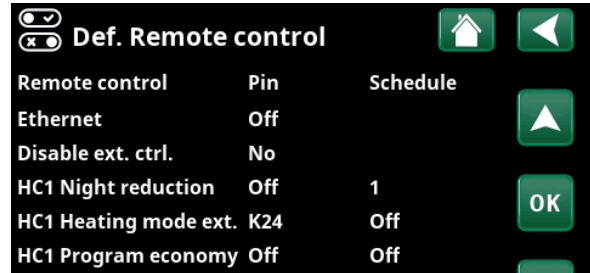 Def. Remote control
Remote control Pin Schedule
Ethernet Off
Disable ext. ctrl. No
HC1 Night reduction Off 1
OK
HC1 Heating mode ext. K24 Off
HC1 Program economy Off Off